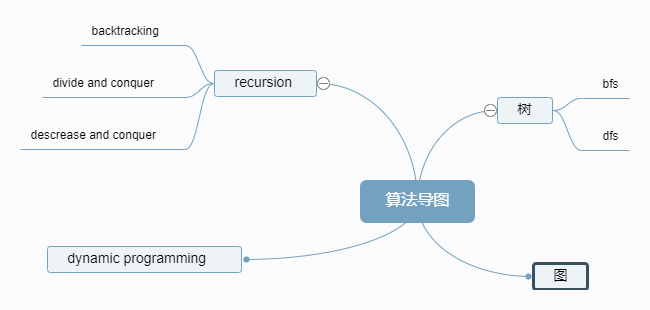 backtracking
divide and conquer
descrease and conquer
recursion
树
bfs
dfs
算法导图
dynamic programming
图